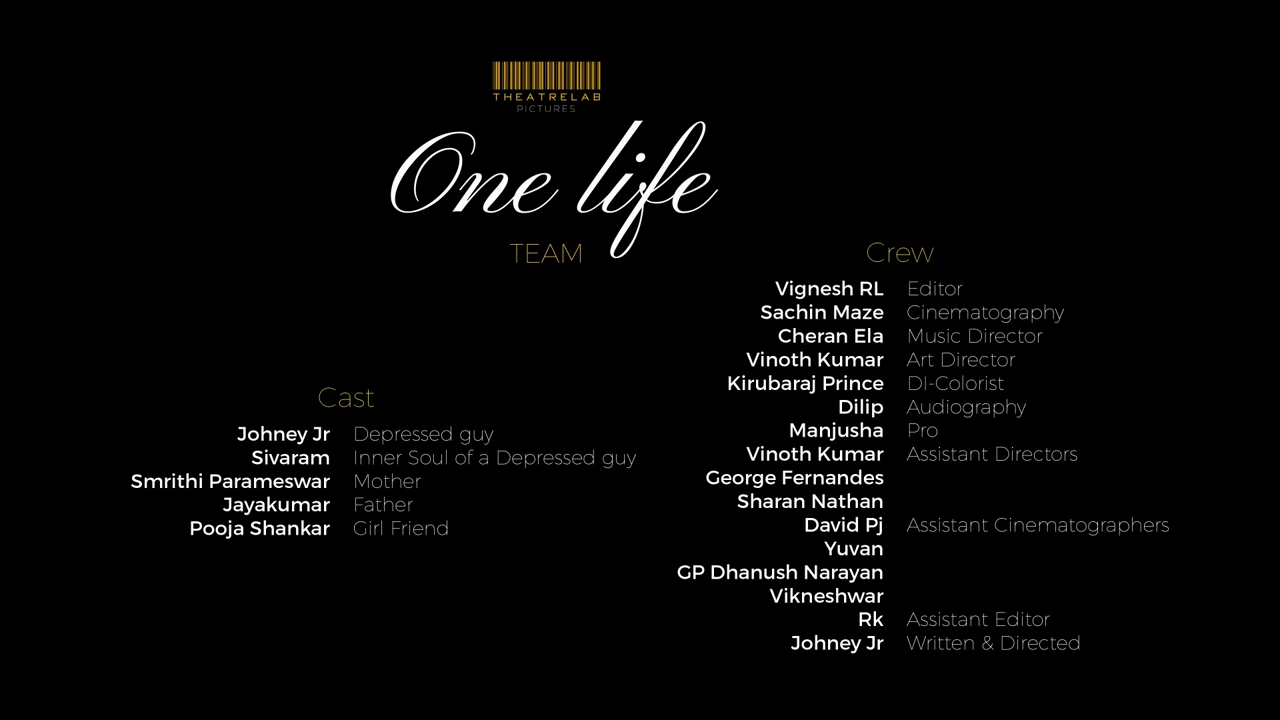 THEATRELAB
PICTURES
One life
TEAM
Cast
Johney Jr Depressed guy
Sivaram Inner Soul of a Depressed guy
Smrithi Parameswar Mother
Jayakumar Father
Pooja Shankar Girl Friend
Crew
Vignesh RL Editor
Sachin Maze Cinematography
Cheran Ela Music Director
Vinoth Kumar Art Director
Kirubaraj Prince DI-Colorist
Dilip Audiography
Manjusha Pro
Vinoth Kumar Assistant Directors
George Fernandes
Sharan Nathan
David Pj Assistant Cinematographers
Yuvan
GP Dhanush Narayan
Vikneshwar
Rk Assistant Editor
Johney Jr Written & Directed